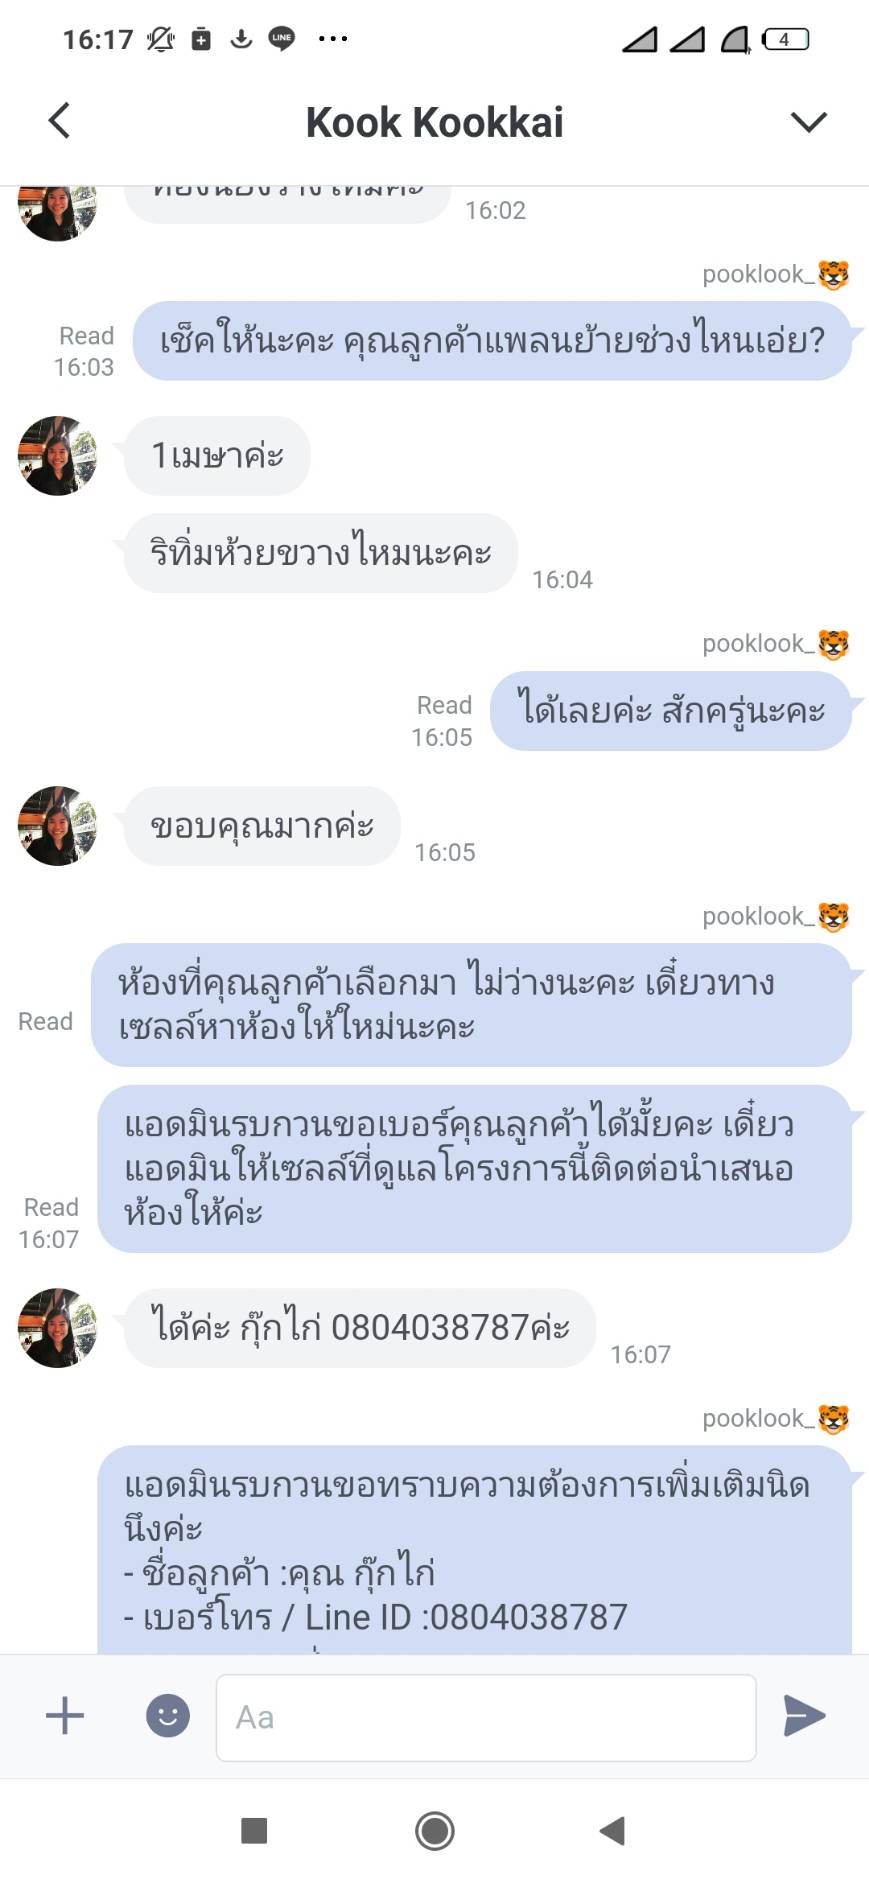 16:17 LINE ... 4
Kook Kookkai
16:02
pooklook_🐯
Read
16:03
เช็คให้นะคะ คุณลูกค้าแพลนย้ายช่วงไหนเอ่ย?
1เมษาค่ะ
ริทึ่มห้วยขวางไหมนะคะ
16:04
pooklook_🐯
Read
16:05
ได้เลยค่ะ สักครู่นะคะ
ขอบคุณมากค่ะ
16:05
pooklook_🐯
ห้องที่คุณลูกค้าเลือกมา ไม่ว่างนะคะ เดี๋ยวทาง
เซลล์หาห้องให้ใหม่นะคะ
Read
แอดมินรบกวนขอเบอร์คุณลูกค้าได้มั้ยคะ เดี๋ยว
แอดมินให้เซลล์ที่ดูแลโครงการนี้ติดต่อนำเสนอ
ห้องให้ค่ะ
Read
16:07
ได้ค่ะ กุ๊กไก่ 0804038787ค่ะ
16:07
pooklook_🐯
แอดมินรบกวนขอทราบความต้องการเพิ่มเติมนิด
นึงค่ะ
- ชื่อลูกค้า :คุณ กุ๊กไก่
- เบอร์โทร / Line ID :0804038787
Aa